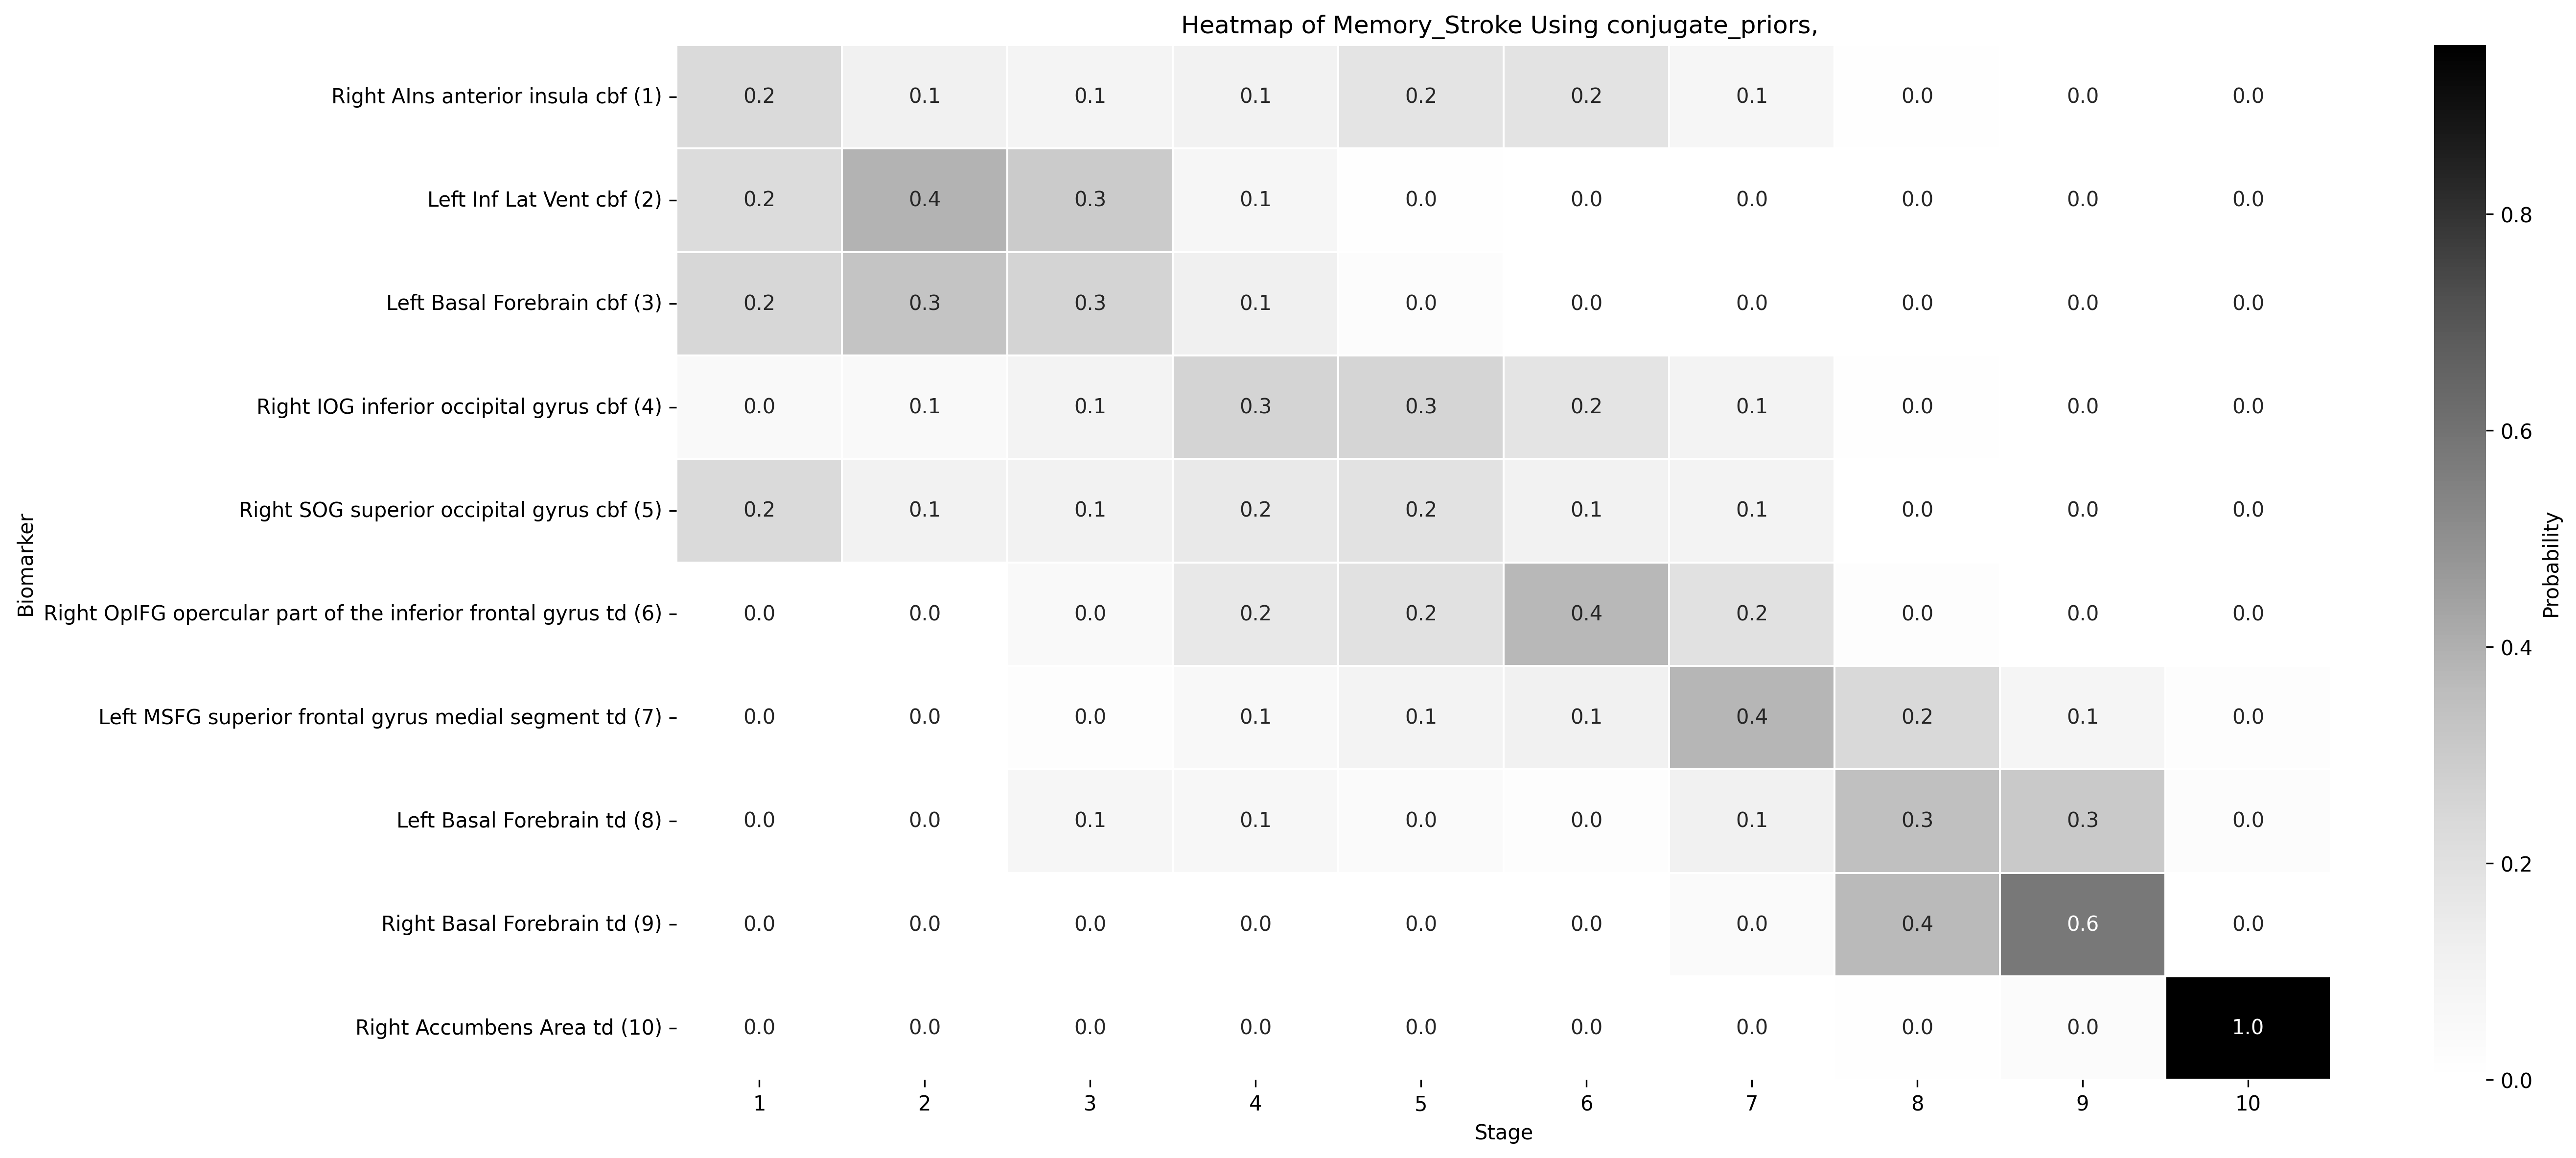 Heatmap of Memory_Stroke Using conjugate_priors,
Biomarker
Right AIns anterior insula cbf (1) 0.2 0.1 0.1 0.1 0.2 0.2 0.1 0.0 0.0 0.0
Left Inf Lat Vent cbf (2) 0.2 0.4 0.3 0.1 0.0 0.0 0.0 0.0 0.0 0.0
Left Basal Forebrain cbf (3) 0.2 0.3 0.3 0.1 0.0 0.0 0.0 0.0 0.0 0.0
Right IOG inferior occipital gyrus cbf (4) 0.0 0.1 0.1 0.3 0.3 0.2 0.1 0.0 0.0 0.0
Right SOG superior occipital gyrus cbf (5) 0.2 0.1 0.1 0.2 0.2 0.1 0.1 0.0 0.0 0.0
Right OpIFG opercular part of the inferior frontal gyrus td (6) 0.0 0.0 0.0 0.2 0.2 0.4 0.2 0.0 0.0 0.0
Left MSFG superior frontal gyrus medial segment td (7) 0.0 0.0 0.0 0.1 0.1 0.1 0.4 0.2 0.1 0.0
Left Basal Forebrain td (8) 0.0 0.0 0.1 0.1 0.0 0.0 0.1 0.3 0.3 0.0
Right Basal Forebrain td (9) 0.0 0.0 0.0 0.0 0.0 0.0 0.0 0.4 0.6 0.0
Right Accumbens Area td (10) 0.0 0.0 0.0 0.0 0.0 0.0 0.0 0.0 0.0 1.0
1 2 3 4 5 6 7 8 9 10
Stage
0.8
0.6
0.4
0.2
0.0
Probability